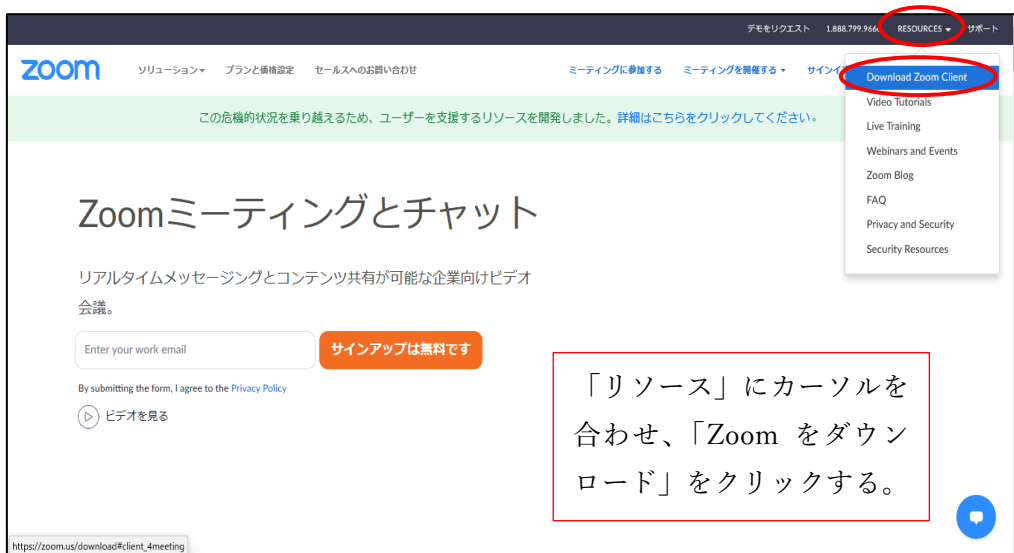 デモをリクエスト 1.888.799.966 RESOURCES サポート
zoom ソリューション プランと価格設定 セールスへのお問い合わせ ミーティングに参加する ミーティングを開催する サインイ
Download Zoom Client
Video Tutorials
Live Training
Webinars and Events
Zoom Blog
FAQ
Privacy and Security
Security Resources
この危機的状況を乗り越えるため、ユーザーを支援するリソースを開発しました。詳細はこちらをクリックしてください。
Zoomミーティングとチャット
リアルタイムメッセージングとコンテンツ共有が可能な企業向けビデオ
会議。
Enter your work email サインアップは無料です
By submitting the form, I agree to the Privacy Policy
ビデオを見る
「リソース」にカーソルを
合わせ、「Zoom をダウン
ロード」をクリックする。
https://zoom.us/download#client_4meeting